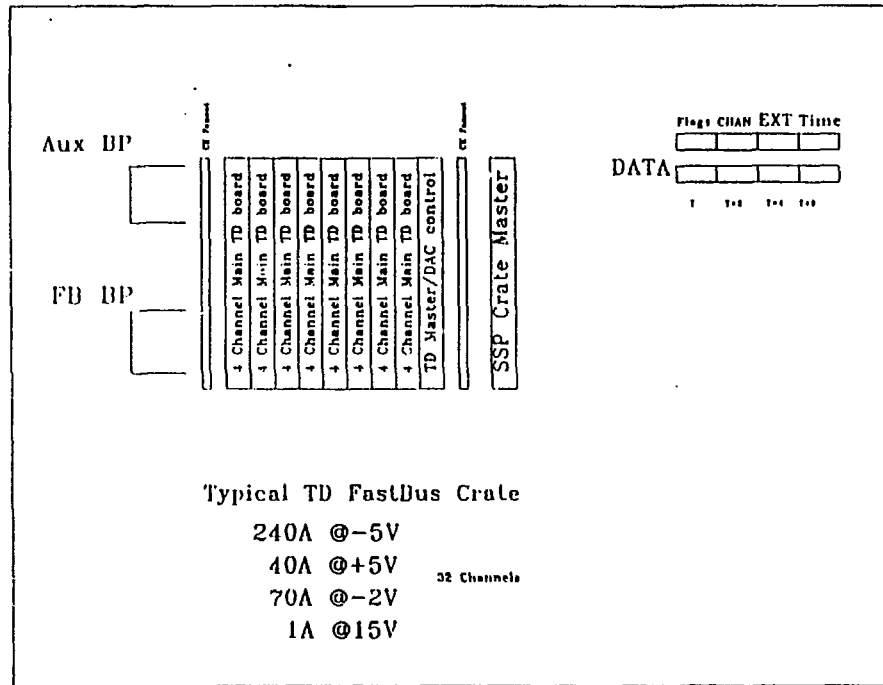 Aux BP
FB BP
4 Channel Main TD board
4 Channel Main TD board
4 Channel Main TD board
4 Channel Main TD board
4 Channel Main TD board
4 Channel Main TD board
4 Channel Main TD board
4 Channel Main TD board
TD Master/DAC control
SSP Crate Master
Flags CHAN EXT Time
DATA
Typical TD FastBus Crate
240A @-5V
40A @+5V
32 Channels
70A @-2V
1A @15V